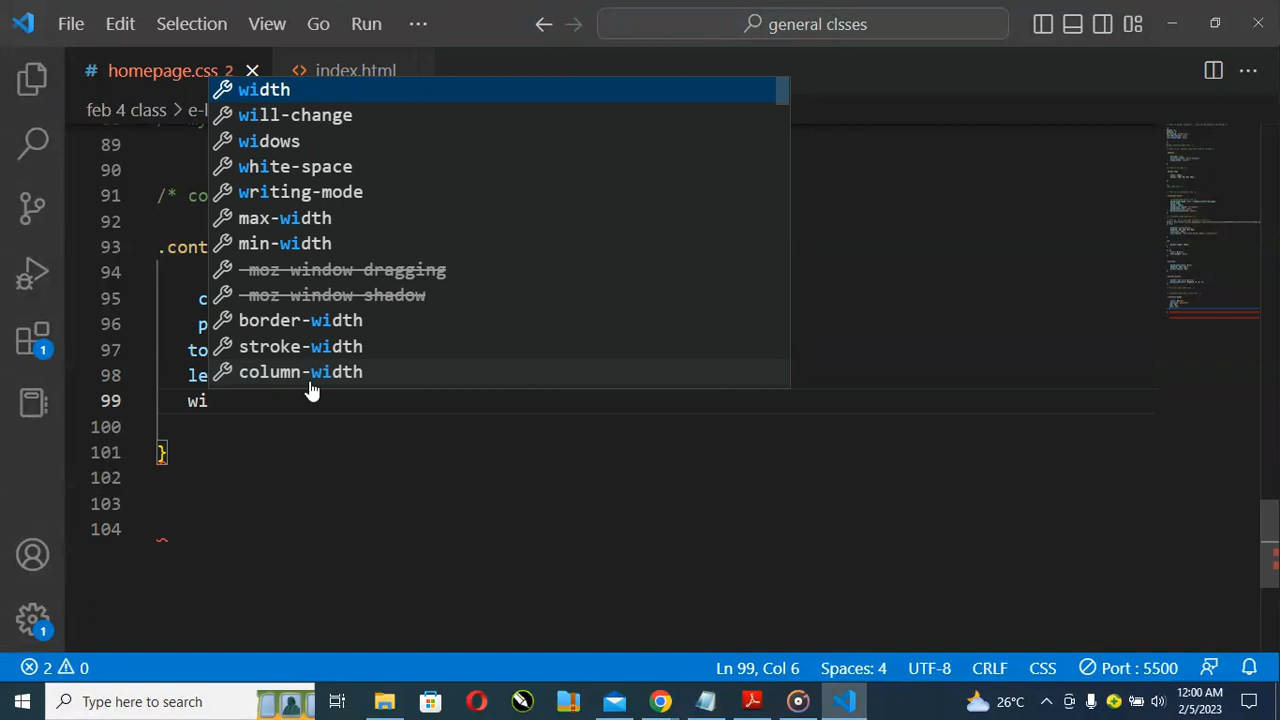 File Edit Selection View Go Run ··· general clsses
# homepage.css 2 index.html
feb 4 class > e-l
width
will-change
widows
white-space
writing-mode
max-width
min-width
-moz-window-dragging
-moz-window-shadow
border-width
stroke-width
column-width
89
90
91 /* co
92
93 .cont
94
95 c
96 p
97 to
98 le
99 wi
100
101 }
102
103
104
1
1
2 0 Ln 99, Col 6 Spaces: 4 UTF-8 CRLF CSS Port : 5500
Type here to search 26°C 12:00 AM
2/5/2023